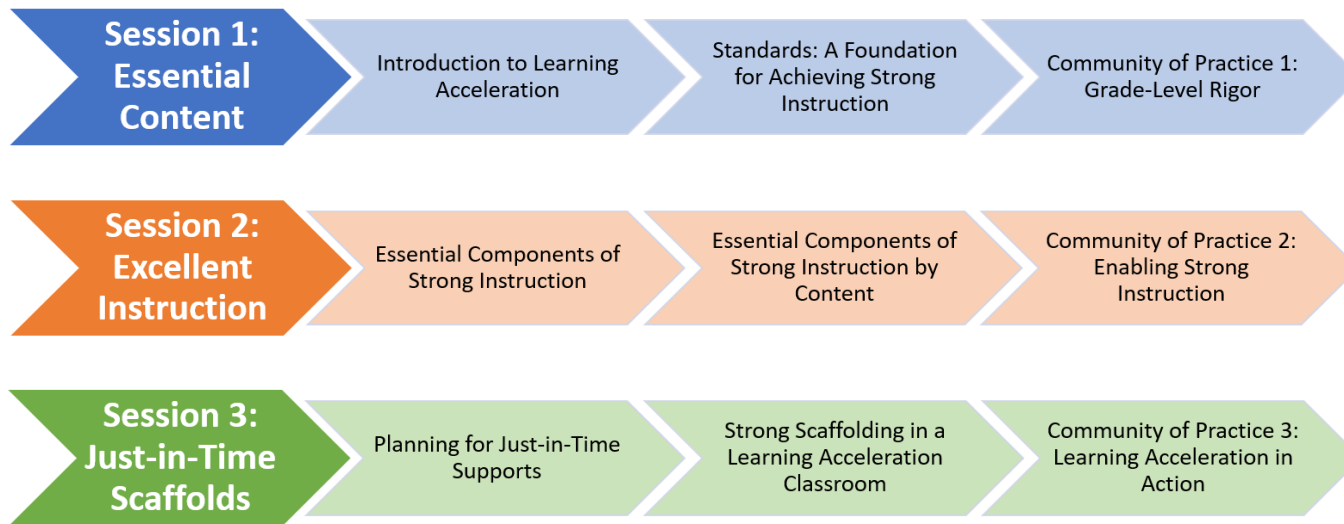 Session 1:
Essential
Content
Introduction to Learning
Acceleration
Standards: A Foundation
for Achieving Strong
Instruction
Community of Practice 1:
Grade-Level Rigor
Session 2:
Excellent
Instruction
Essential Components of
Strong Instruction
Essential Components of
Strong Instruction by
Content
Community of Practice 2:
Enabling Strong
Instruction
Session 3:
Just-in-Time
Scaffolds
Planning for Just-in-Time
Supports
Strong Scaffolding in a
Learning Acceleration
Classroom
Community of Practice 3:
Learning Acceleration in
Action